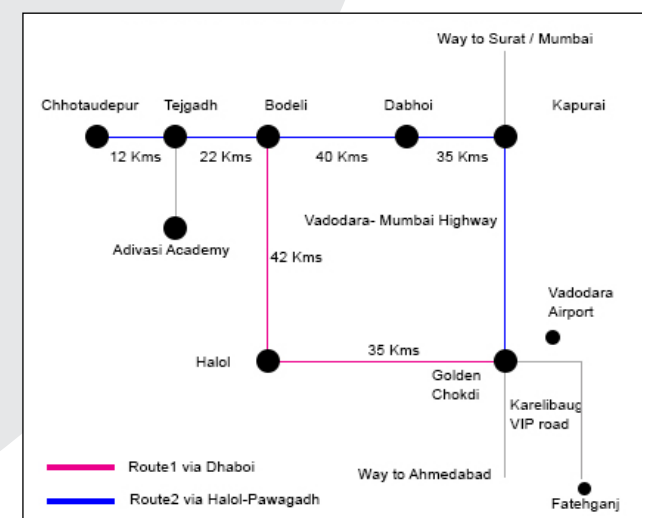 Way to Surat / Mumbai
Chhotaudepur Tejgadh Bodeli Dabhoi Kapurai
12 Kms 22 Kms 40 Kms 35 Kms
Vadodara- Mumbai Highway
Adivasi Academy
42 Kms
Vadodara
Airport
35 Kms
Halol
Golden
Chokdi
Karelibaug
VIP road
Route1 via Dhaboi
Way to Ahmedabad
Route2 via Halol-Pawagadh
Fatehganj